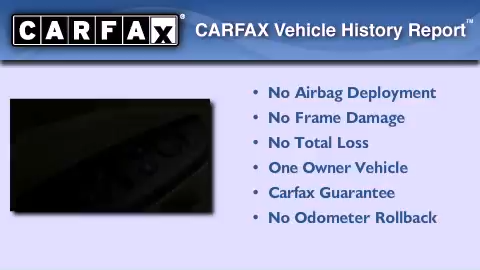 CARFAX® CARFAX Vehicle History Report™
• No Airbag Deployment
• No Frame Damage
• No Total Loss
• One Owner Vehicle
• Carfax Guarantee
• No Odometer Rollback